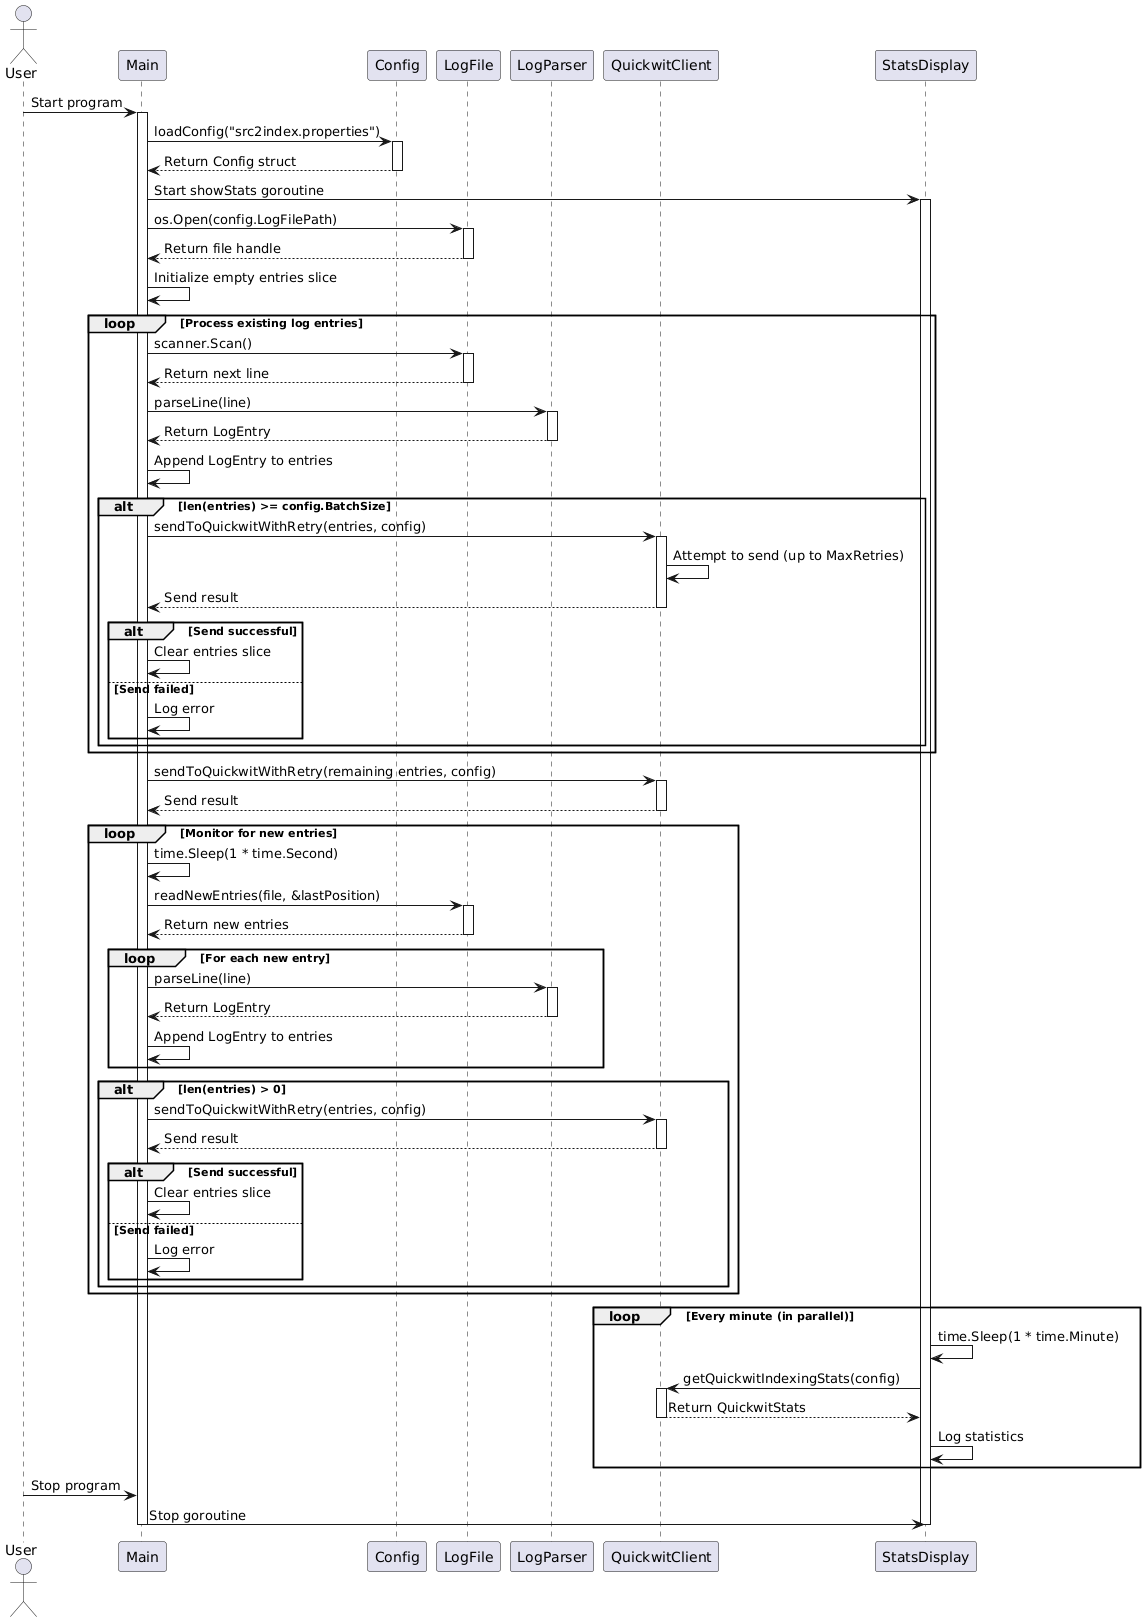 User
Main
Config
LogFile
LogParser
QuickwitClient
StatsDisplay
Start program
loadConfig("src2index.properties")
Return Config struct
Start showStats goroutine
os.Open(config.LogFilePath)
Return file handle
Initialize empty entries slice
loop [Process existing log entries]
scanner.Scan()
Return next line
parseLine(line)
Return LogEntry
Append LogEntry to entries
alt [len(entries) >= config.BatchSize]
sendToQuickwitWithRetry(entries, config)
Attempt to send (up to MaxRetries)
Send result
alt [Send successful]
Clear entries slice
[Send failed]
Log error
sendToQuickwitWithRetry(remaining entries, config)
Send result
loop [Monitor for new entries]
time.Sleep(1 * time.Second)
readNewEntries(file, &lastPosition)
Return new entries
loop [For each new entry]
parseLine(line)
Return LogEntry
Append LogEntry to entries
alt [len(entries) > 0]
sendToQuickwitWithRetry(entries, config)
Send result
alt [Send successful]
Clear entries slice
[Send failed]
Log error
loop [Every minute (in parallel)]
time.Sleep(1 * time.Minute)
getQuickwitIndexingStats(config)
Return QuickwitStats
Log statistics
Stop program
Stop goroutine
User
Main
Config
LogFile
LogParser
QuickwitClient
StatsDisplay